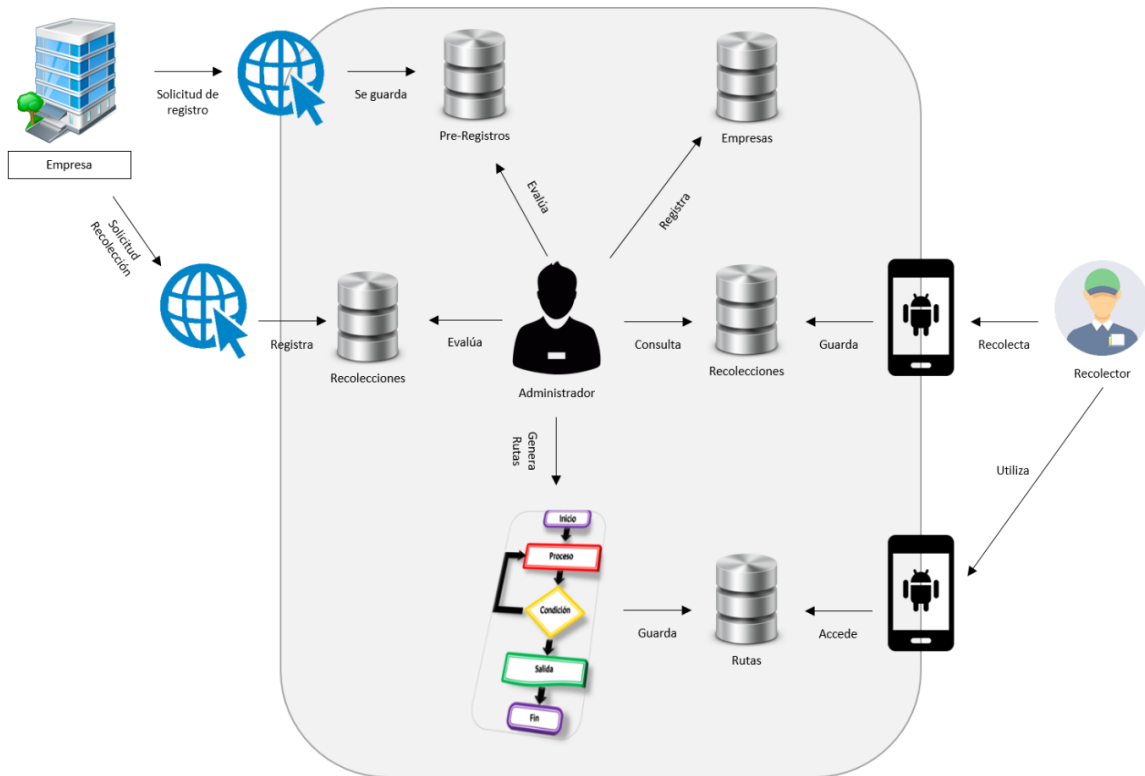 Solicitud de
registro
Se guarda
Pre-Registros
Empresas
Empresa
Evalúa
Registra
Solicitud
Recolección
Registra
Recolecciones
Evalúa
Administrador
Consulta
Recolecciones
Guarda
Recolecta
Recolector
Genera
Rutas
Utiliza
Inicio
Proceso
Condición
Salida
Fin
Guarda
Rutas
Accede